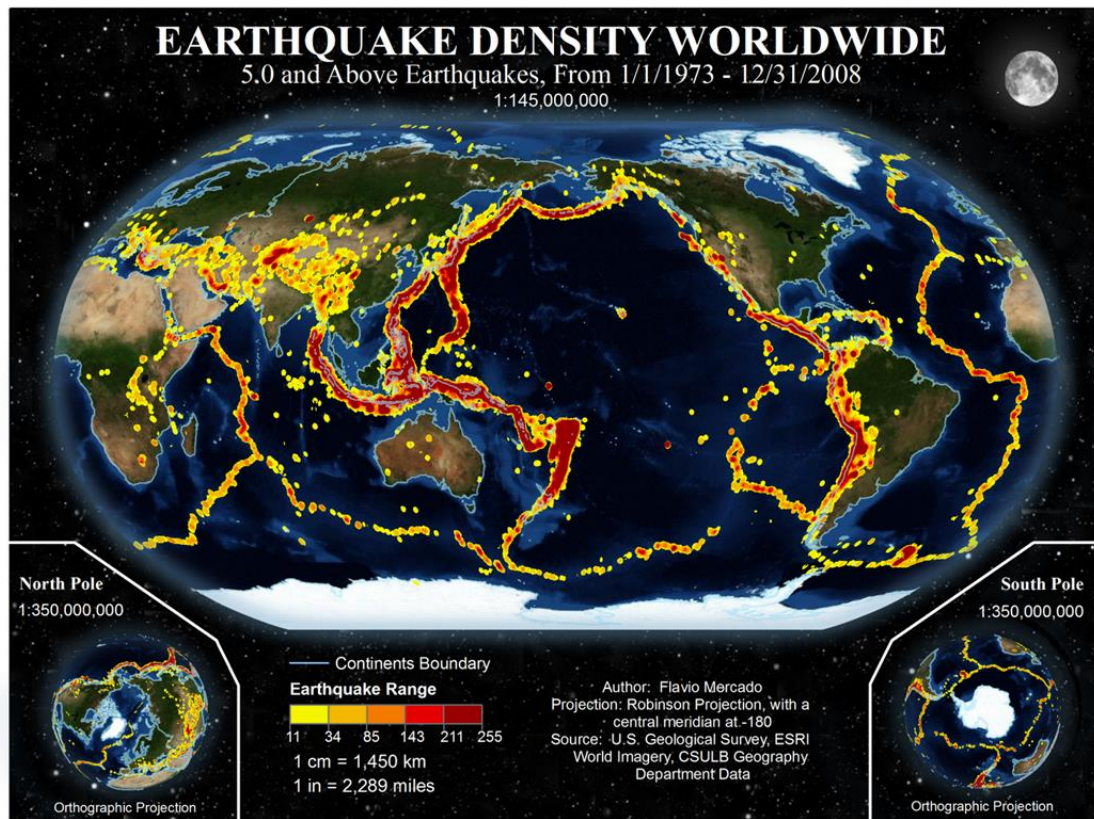 EARTHQUAKE DENSITY WORLDWIDE
5.0 and Above Earthquakes, From 1/1/1973 - 12/31/2008
1:145,000,000
North Pole
1:350,000,000
Orthographic Projection
Continents Boundary
Earthquake Range
11 34 85 143 211 255
1 cm = 1,450 km
1 in = 2,289 miles
Author: Flavio Mercado
Projection: Robinson Projection, with a
central meridian at -180
Source: U.S. Geological Survey, ESRI
World Imagery, CSULB Geography
Department Data
South Pole
1:350,000,000
Orthographic Projection